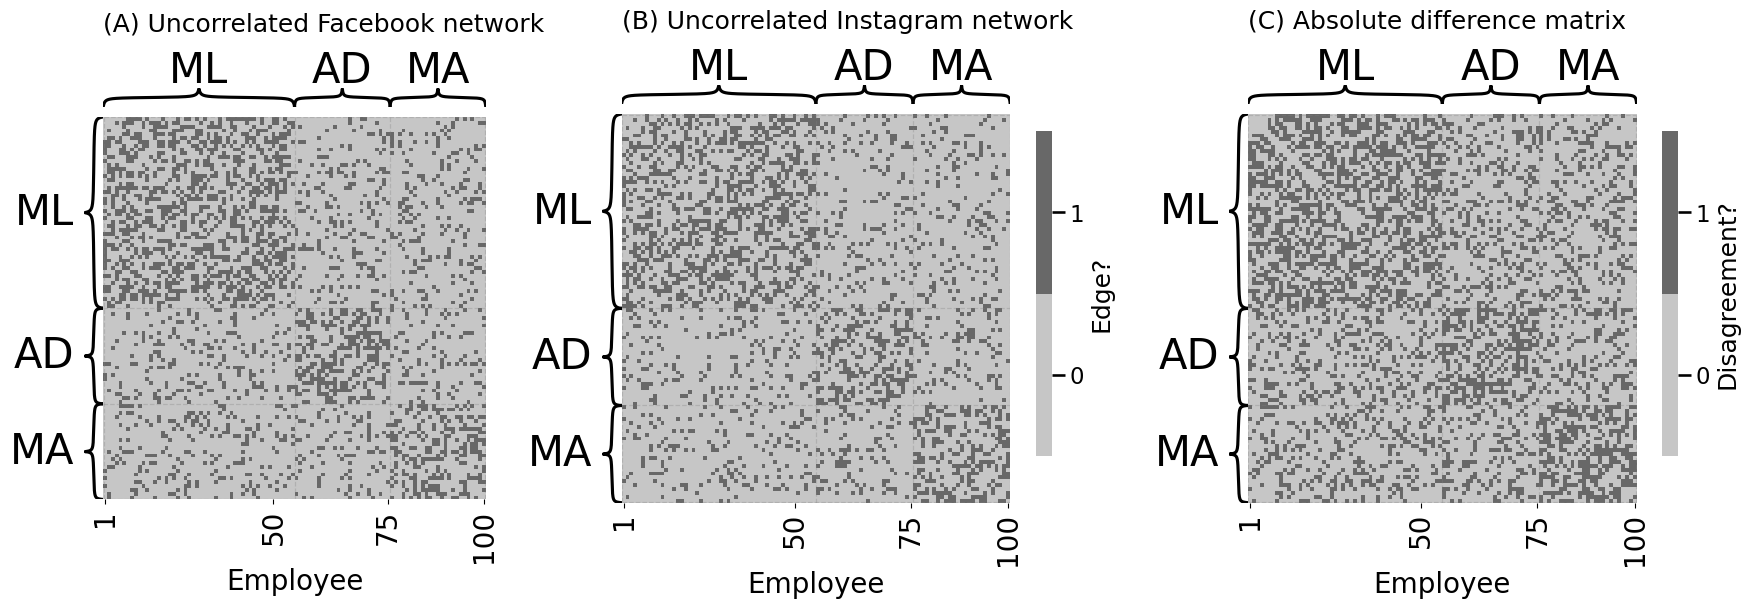 (A) Uncorrelated Facebook network
ML AD MA
ML
AD
MA
1 50 75 100
Employee
(B) Uncorrelated Instagram network
ML AD MA
ML
AD
MA
1 50 75 100
Employee
1
0
Edge?
(C) Absolute difference matrix
ML AD MA
ML
AD
MA
1 50 75 100
Employee
1
0
Disagreement?